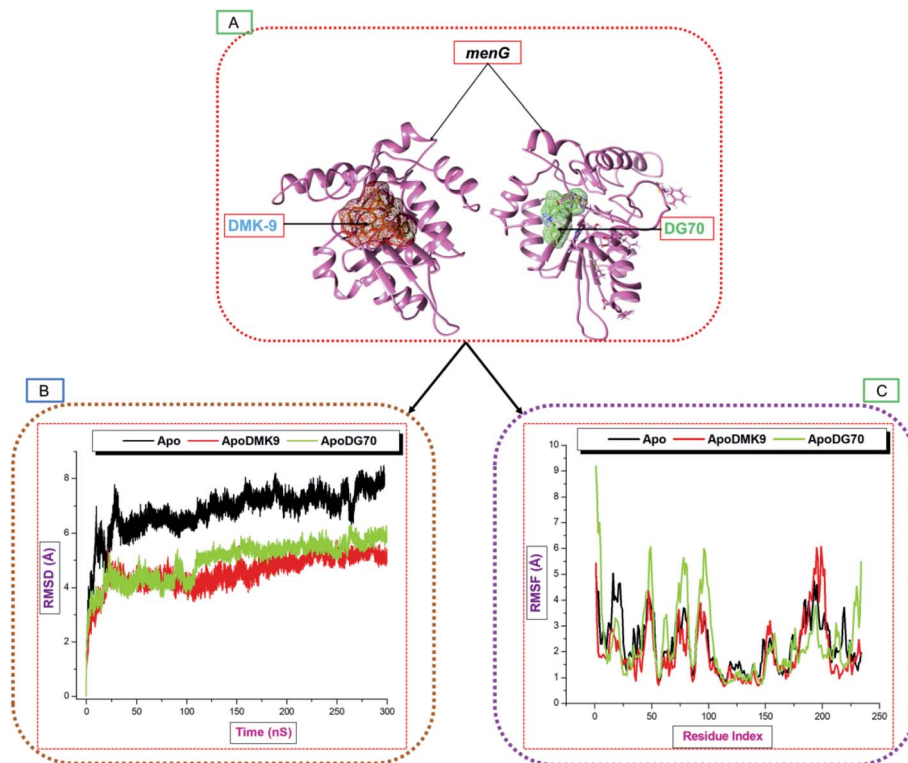 A
menG
DMK-9
DG70
B
C
Apo ApoDMK9 ApoDG70
8
6
4
2
0
RMSD (Å)
0 50 100 150 200 250 300
Time (nS)
Apo ApoDMK9 ApoDG70
10
9
8
7
6
5
4
3
2
1
0
RMSF (Å)
0 50 100 150 200 250
Residue Index